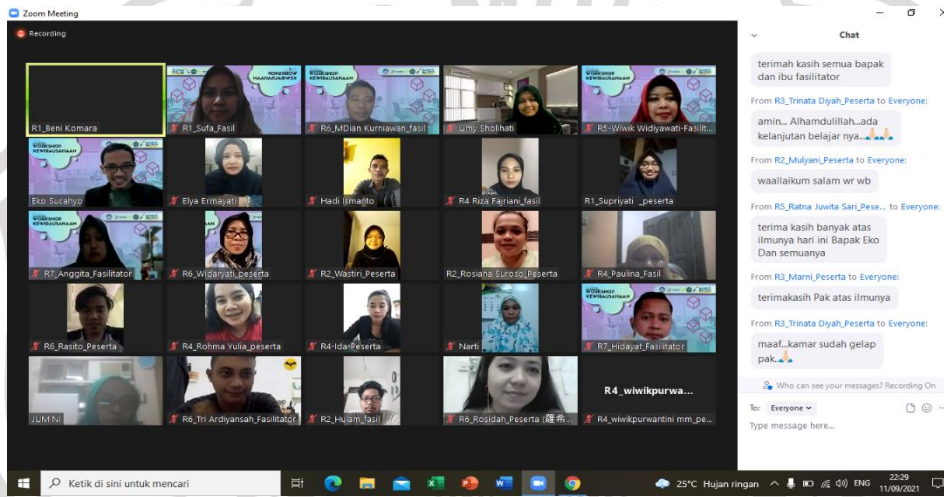 Zoom Meeting
Recording
Chat
terimah kasih semua bapak
dan ibu fasilitator
From R3_Trinata Diyah_Peserta to Everyone:
amin... Alhamdulillah...ada
kelanjutan belajar nya...
From R2_Mulyani_Peserta to Everyone:
waallaikum salam wr wb
From R5_Ratna Juwita Sari_Pese... to Everyone:
terima kasih banyak atas
ilmunya hari ini Bapak Eko
Dan semuanya
From R3_Marni_Peserta to Everyone:
terimakasih Pak atas ilmunya
From R3_Trinata Diyah_Peserta to Everyone:
maaf...kamar sudah gelap
pak...
Who can see your messages? Recording On
To: Everyone
Type message here...
R1_Beni Komara
R1_Sufa_Fasil
R6_MDian Kurniawan_fasil
Umy Sholihati
R5-Wiwik Widiyawati-Fasilit...
Eko Sucahyo
Elya Ermayati
Hadi Ismanto
R4 Riza Fajriani_fasil
R1_Supriyati _peserta
R7_Anggita_Fasilitator
R6_Widaryati_peserta
R2_Wastiri_Peserta
R2_Rosiana Suroso_Peserta
R4_Paulina_Fasil
R6_Rasito_Peserta
R4_Rohma Yulia_peserta
R4-Ida-Peserta
Narti
R7_Hidayat_Fasilitator
JUMINI
R6_Tri Ardiyansah_Fasilitator
R2_Hulam_fasil
R6_Rosidah_Peserta
R4_wiwikpurwa...
R4_wiwikpurwantini mm_pe...
WORKSHOP
KEWIRAUSAHAAN
Ketik di sini untuk mencari
25°C Hujan ringan
ENG
22:29
11/09/2021